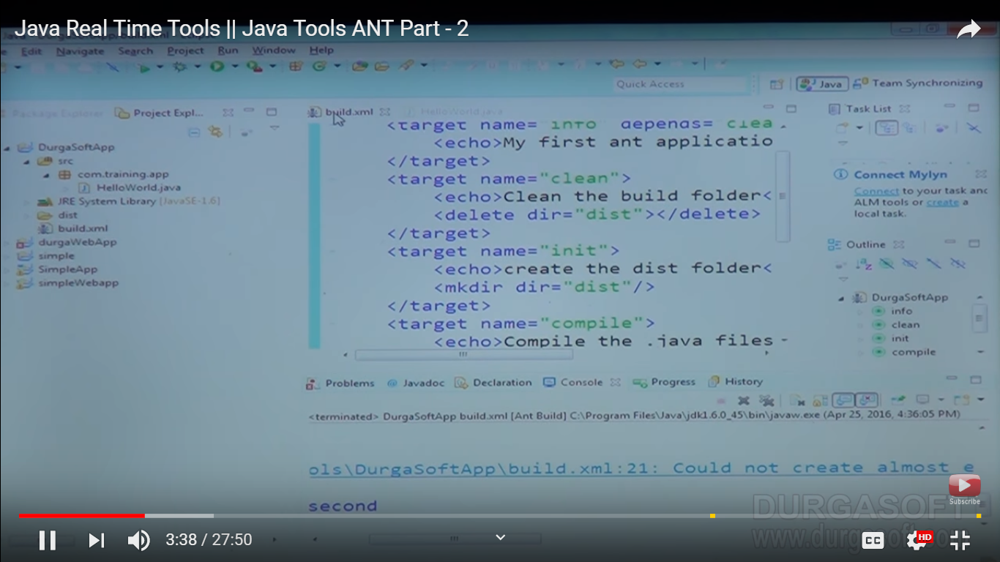 Java Real Time Tools || Java Tools ANT Part - 2
Edit Navigate Search Project Run Window Help
Quick Access
Java
Team Synchronizing
Package Explorer
Project Expl...
DurgaSoftApp
src
com.training.app
HelloWorld.java
JRE System Library [JavaSE-1.6]
dist
build.xml
durgaWebApp
simple
SimpleApp
simpleWebapp
build.xml
HelloWorld.java
<target name="info" depends="clea
<echo>My first ant applicatio
</target>
<target name="clean">
<echo>Clean the build folder<
<delete dir="dist"></delete>
</target>
<target name="init">
<echo>create the dist folder<
<mkdir dir="dist"/>
</target>
<target name="compile">
<echo>Compile the .java files -
Task List
Connect Mylyn
Connect to your task and
ALM tools or create a
local task.
Outline
DurgaSoftApp
info
clean
init
compile
Problems @ Javadoc Declaration Console Progress History
<terminated> DurgaSoftApp build.xml [Ant Build] C:\Program Files\Java\jdk1.6.0_45\bin\javaw.exe (Apr 25, 2016, 4:36:05 PM)
ols\DurgaSoftApp\build.xml:21: Could not create almost e
second
Subscribe
DURGASOFT
www.durgasoft.com
3:38 / 27:50
CC
HD